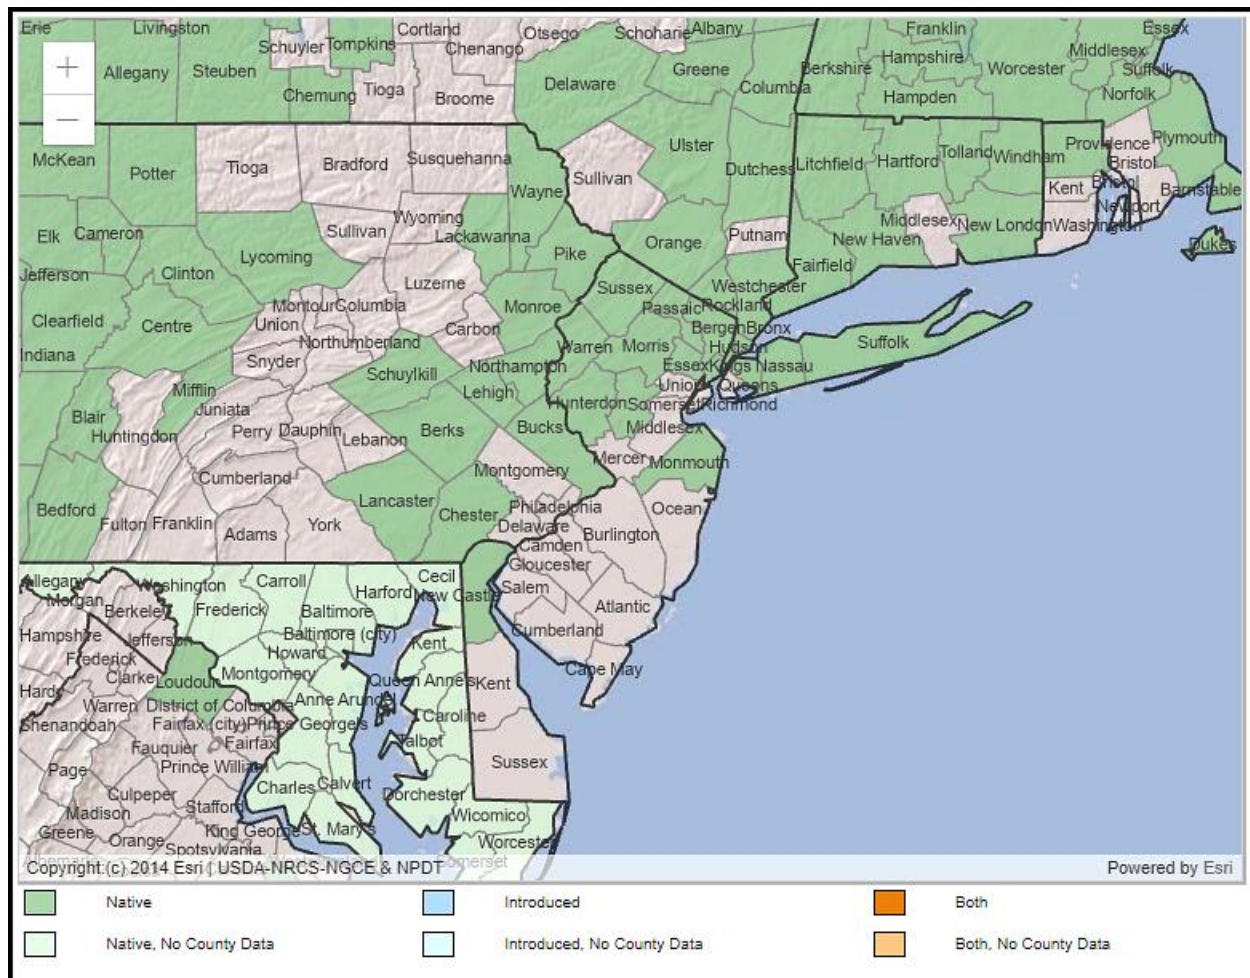 Erie Livingston Schuyler Tompkins Cortland Chenango Otsego Schoharie Albany Franklin Essex
Allegany Steuben Chemung Tioga Broome Delaware Greene Columbia Berkshire Hampshire Worcester Middlesex Suffolk
Hampden Norfolk
McKean Potter Tioga Bradford Susquehanna Wayne Sullivan Ulster Dutchess Litchfield Hartford Tolland Windham Providence Bristol Plymouth
Kent Bristol Barnstable
Elk Cameron Sullivan Wyoming Lackawanna Pike Orange Putnam New Haven Middlesex New London Washington Newport
Jefferson Clinton Lycoming Luzerne Monroe Sussex Westchester Fairfield Dukes
Clearfield Centre Union Montour Columbia Carbon Passaic Rockland
Indiana Snyder Northumberland Northampton Warren Morris Bergen Bronx Hudson Suffolk
Mifflin Schuylkill Lehigh Essex Kings Nassau
Blair Huntingdon Juniata Hunterdon Union Queens Somerset Richmond
Perry Dauphin Lebanon Berks Bucks Middlesex
Cumberland Montgomery Mercer Monmouth
Bedford Fulton Franklin Adams York Lancaster Chester Philadelphia Delaware Burlington Ocean
Camden
Gloucester
Allegany Washington Carroll Harford Cecil New Castle Salem
Morgan Berkeley Frederick Baltimore Atlantic
Hampshire Jefferson Baltimore (city) Kent Cumberland
Frederick Clarke Loudoun Howard Montgomery Cape May
Hardy Warren District of Columbia Anne Arundel Queen Anne's Kent
Shenandoah Fairfax (city) Prince George's Caroline
Fauquier Fairfax Talbot
Page Prince William Sussex
Culpeper Charles Calvert Dorchester
Madison Stafford Wicomico
Greene Orange King George St. Mary's Worcester
Spotsylvania
Albemarle Somerset
Copyright:(c) 2014 Esri | USDA-NRCS-NGCE & NPDT Powered by Esri
Native Introduced Both
Native, No County Data Introduced, No County Data Both, No County Data